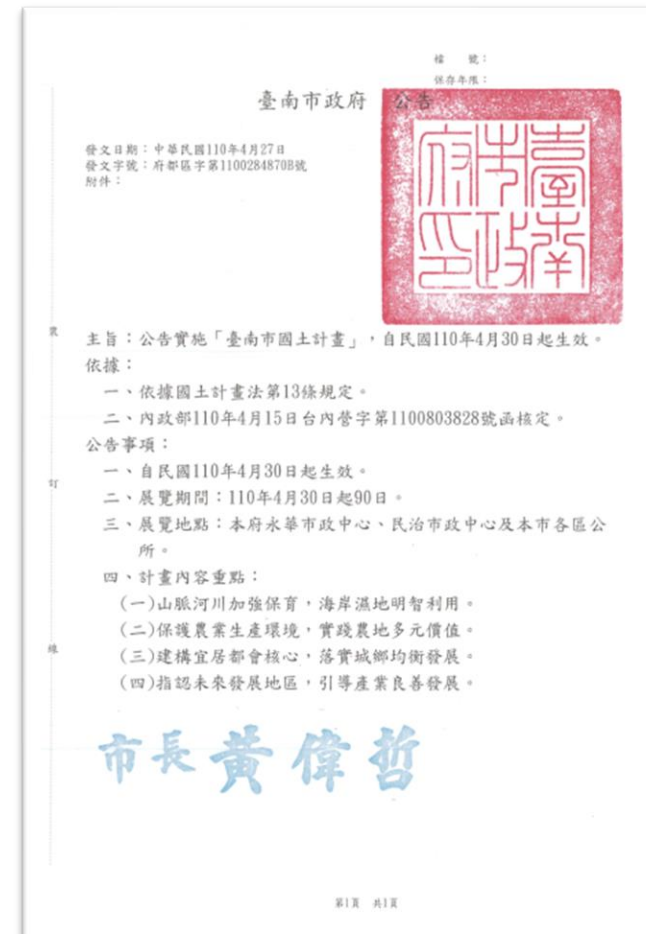 檔　號：
保存年限：
臺南市政府　公告
發文日期：中華民國110年4月27日
發文字號：府都區字第1100284870B號
附件：
臺南市政府印
主旨：公告實施「臺南市國土計畫」，自民國110年4月30日起生效。
依據：
一、依據國土計畫法第13條規定。
二、內政部110年4月15日台內營字第1100803828號函核定。
公告事項：
一、自民國110年4月30日起生效。
二、展覽期間：110年4月30日起90日。
三、展覽地點：本府永華市政中心、民治市政中心及本市各區公
所。
四、計畫內容重點：
(一)山脈河川加強保育，海岸濕地明智利用。
(二)保護農業生產環境，實踐農地多元價值。
(三)建構宜居都會核心，落實城鄉均衡發展。
(四)指認未來發展地區，引導產業良善發展。
市長黃偉哲
裝
訂
線
第1頁　共1頁